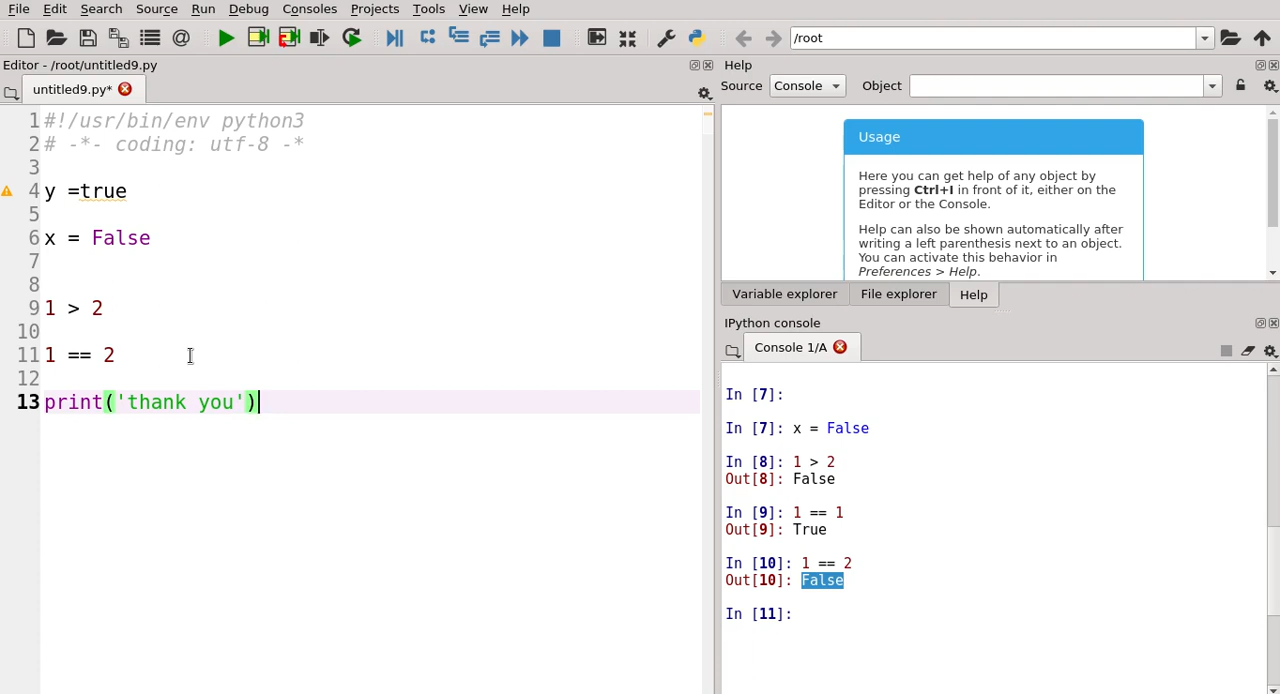 File Edit Search Source Run Debug Consoles Projects Tools View Help
/root
Editor - /root/untitled9.py
untitled9.py*
1 #!/usr/bin/env python3
2 # -*- coding: utf-8 -*
3
4 y =true
5
6 x = False
7
8
9 1 > 2
10
11 1 == 2
12
13 print('thank you')
Help
Source Console Object
Usage
Here you can get help of any object by
pressing Ctrl+I in front of it, either on the
Editor or the Console.
Help can also be shown automatically after
writing a left parenthesis next to an object.
You can activate this behavior in
Preferences > Help.
Variable explorer File explorer Help
IPython console
Console 1/A
In [7]:
In [7]: x = False
In [8]: 1 > 2
Out[8]: False
In [9]: 1 == 1
Out[9]: True
In [10]: 1 == 2
Out[10]: False
In [11]: